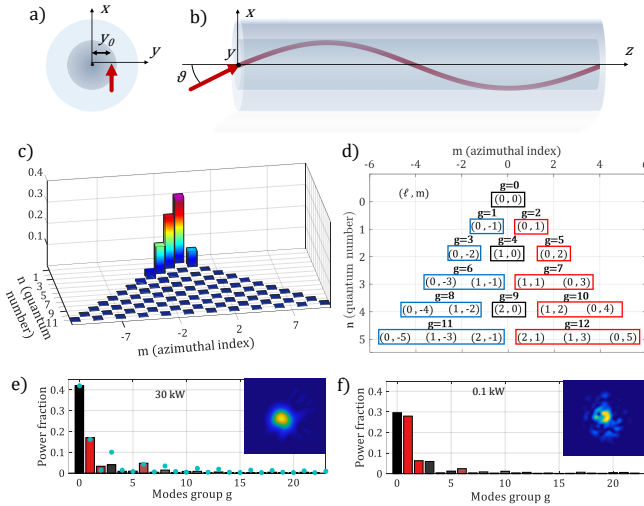 a)
x
y₀
y
b)
x
y
ϑ
z
c)
0.4
0.3
0.2
0.1
1
3
5
7
9
11
n (quantum
number)
-7
-2
2
7
m (azimuthal index)
d)
m (azimuthal index)
-6 -4 -2 0 2 4 6
n (quantum number)
0
1
2
3
4
5
(ℓ, m)
g=0
(0,0)
g=1 g=2
(0,-1) (0,1)
g=3 g=4 g=5
(0,-2) (1,0) (0,2)
g=6 g=7
(0,-3) (1,-1) (1,1) (0,3)
g=8 g=9 g=10
(0,-4) (1,-2) (2,0) (1,2) (0,4)
g=11 g=12
(0,-5) (1,-3) (2,-1) (2,1) (1,3) (0,5)
e)
30 kW
Power fraction
0.4
0.3
0.2
0.1
0
0 5 10 15 20
Modes group g
f)
0.1 kW
Power fraction
0.4
0.3
0.2
0.1
0
0 5 10 15 20
Modes group g